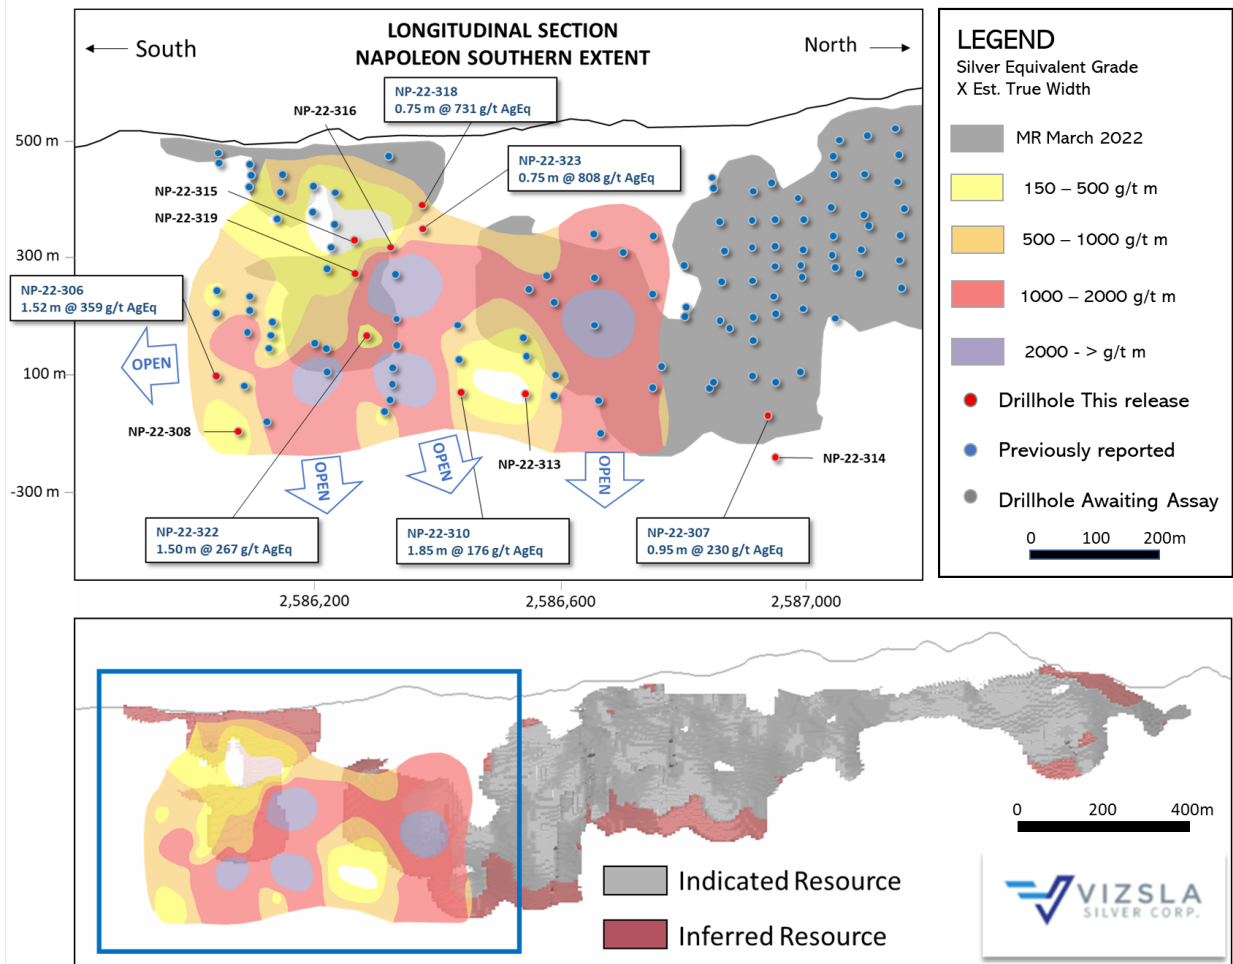 LONGITUDINAL SECTION
NAPOLEON SOUTHERN EXTENT
South
North
NP-22-318
0.75 m @ 731 g/t AgEq
NP-22-316
500 m
NP-22-323
0.75 m @ 808 g/t AgEq
NP-22-315
NP-22-319
300 m
NP-22-306
1.52 m @ 359 g/t AgEq
OPEN
100 m
NP-22-308
OPEN
OPEN
NP-22-313
OPEN
NP-22-314
-300 m
NP-22-322
1.50 m @ 267 g/t AgEq
NP-22-310
1.85 m @ 176 g/t AgEq
NP-22-307
0.95 m @ 230 g/t AgEq
2,586,200
2,586,600
2,587,000
LEGEND
Silver Equivalent Grade
X Est. True Width
MR March 2022
150 – 500 g/t m
500 – 1000 g/t m
1000 – 2000 g/t m
2000 - > g/t m
Drillhole This release
Previously reported
Drillhole Awaiting Assay
0 100 200m
0 200 400m
Indicated Resource
Inferred Resource
VIZSLA
SILVER CORP.